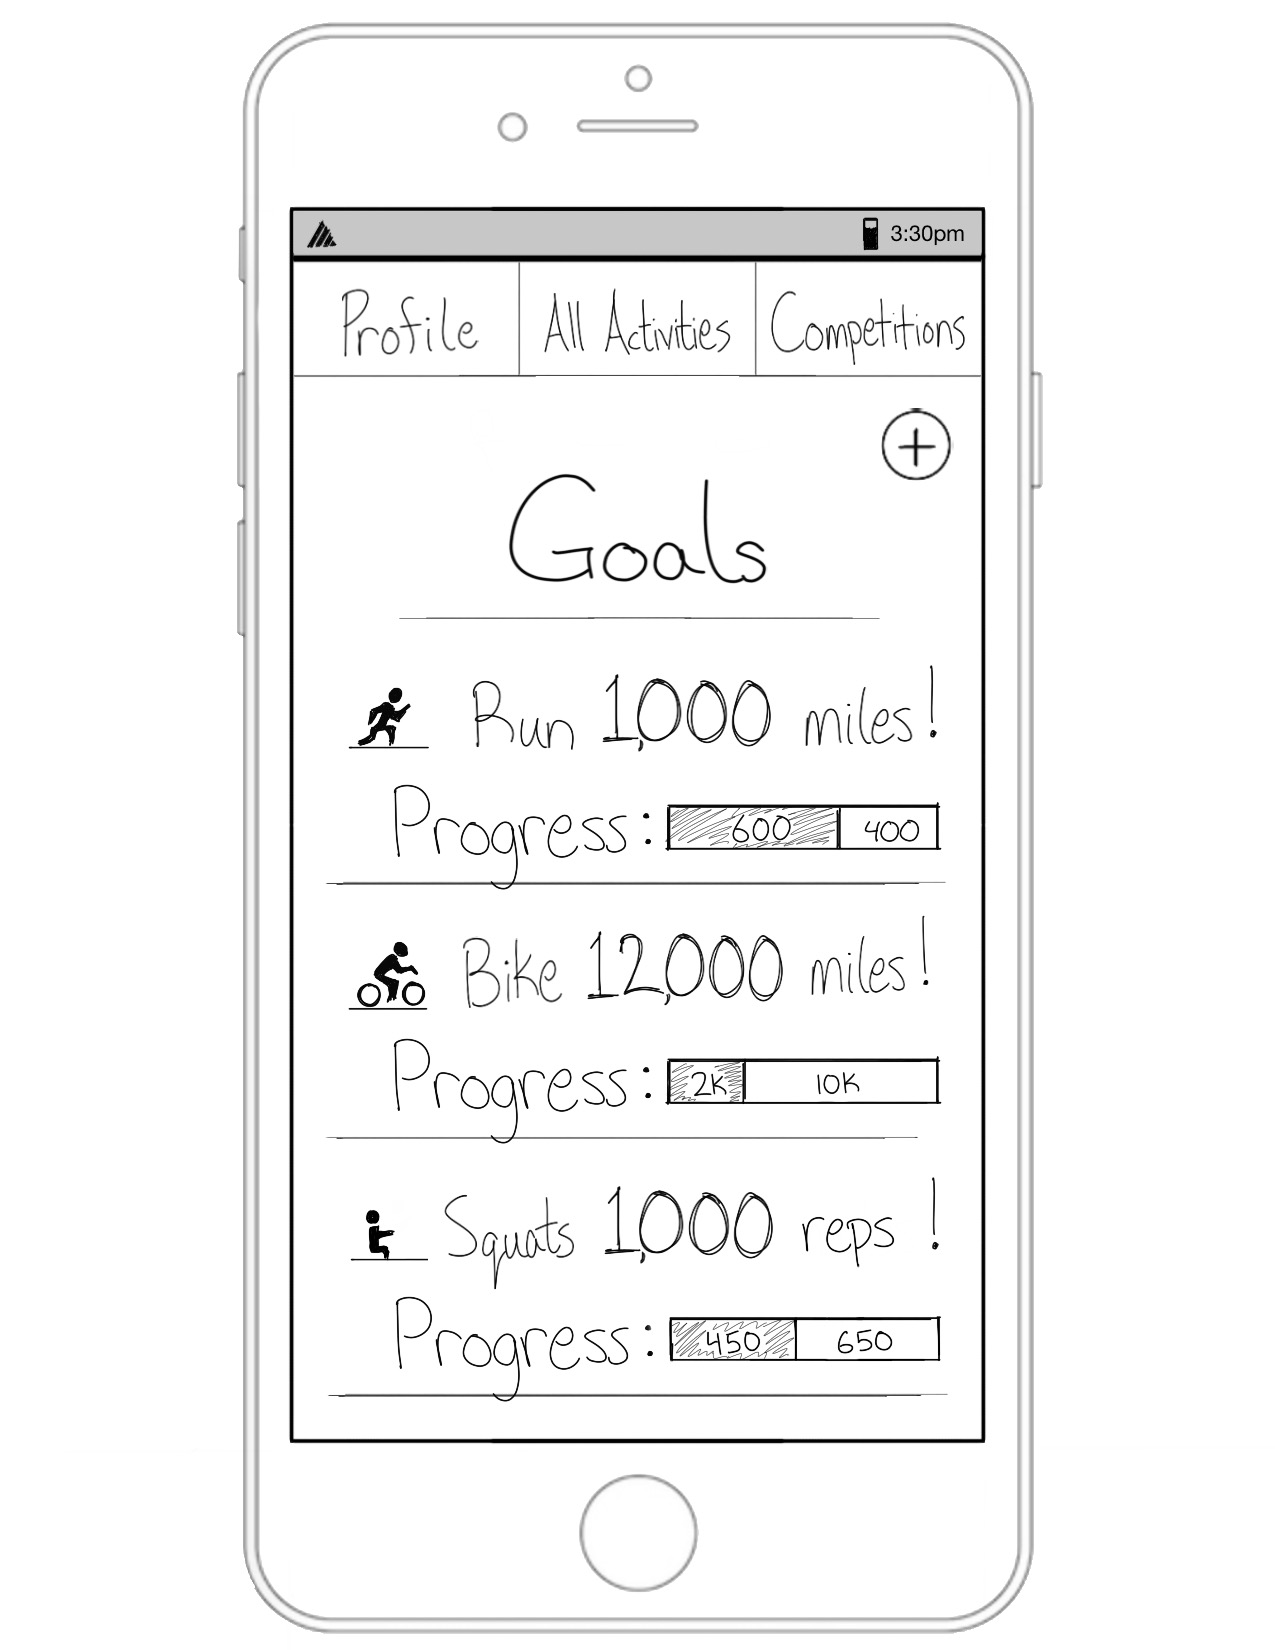 3:30pm
Profile All Activities Competitions
+
Goals
Run 1,000 miles!
Progress: 600 400
Bike 12,000 miles!
Progress: 2K 10K
Squats 1,000 reps !
Progress: 450 650